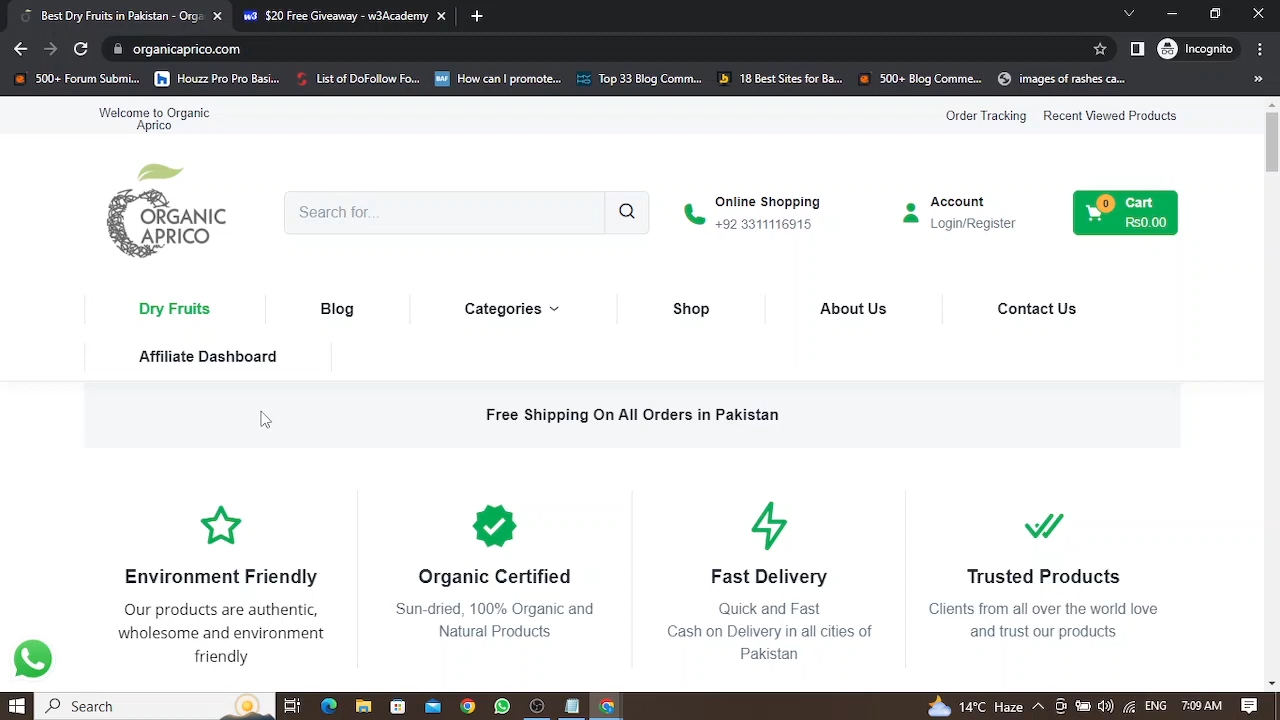 Best Dry Fruits Shop - Or
$20 Free Giveaway - w3Academy
organicaprico.com
Incognito
500+ Forum Submi...
Houzz Pro Pro Basi...
List of DoFollow Fo...
How can I promote...
Top 33 Blog Comm...
18 Best Sites for Ba...
500+ Blog Comme...
images of rashes ca...
Welcome to Organic
Aprico
Order Tracking
Recent Viewed Products
ORGANIC
APRICO
Search for...
Online Shopping
+92 3311116915
Account
Login/Register
0
Cart
₨0.00
Dry Fruits
Blog
Categories
Shop
About Us
Contact Us
Affiliate Dashboard
Free Shipping On All Orders in Pakistan
Environment Friendly
Our products are authentic,
wholesome and environment
friendly
Organic Certified
Sun-dried, 100% Organic and
Natural Products
Fast Delivery
Quick and Fast
Cash on Delivery in all cities of
Pakistan
Trusted Products
Clients from all over the world love
and trust our products
Search
14°C Haze
ENG
7:09 AM